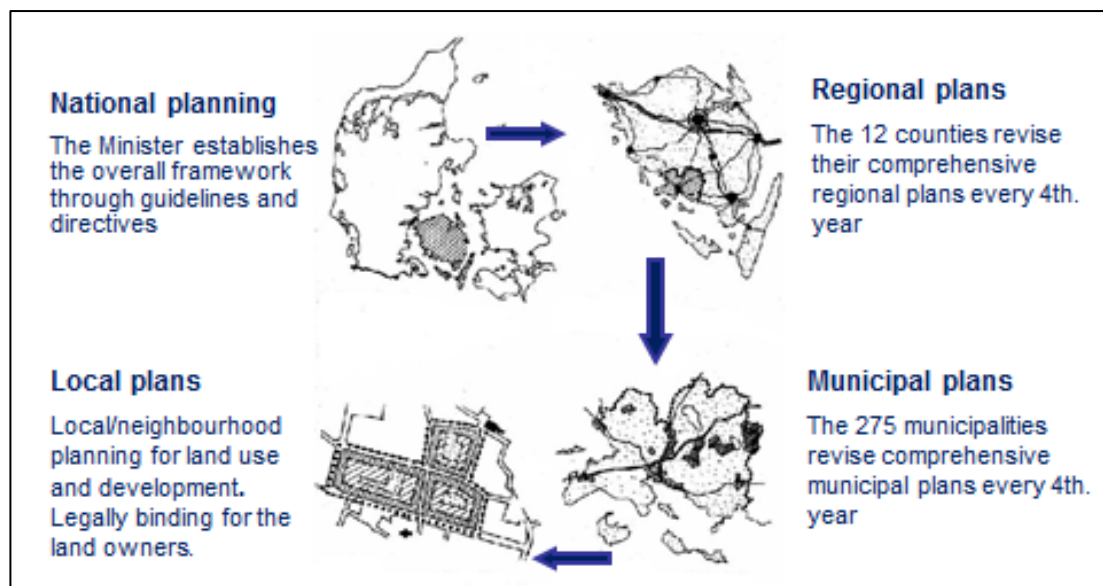 National planning
The Minister establishes
the overall framework
through guidelines and
directives
Regional plans
The 12 counties revise
their comprehensive
regional plans every 4th.
year
Local plans
Local/neighbourhood
planning for land use
and development.
Legally binding for the
land owners.
Municipal plans
The 275 municipalities
revise comprehensive
municipal plans every 4th.
year